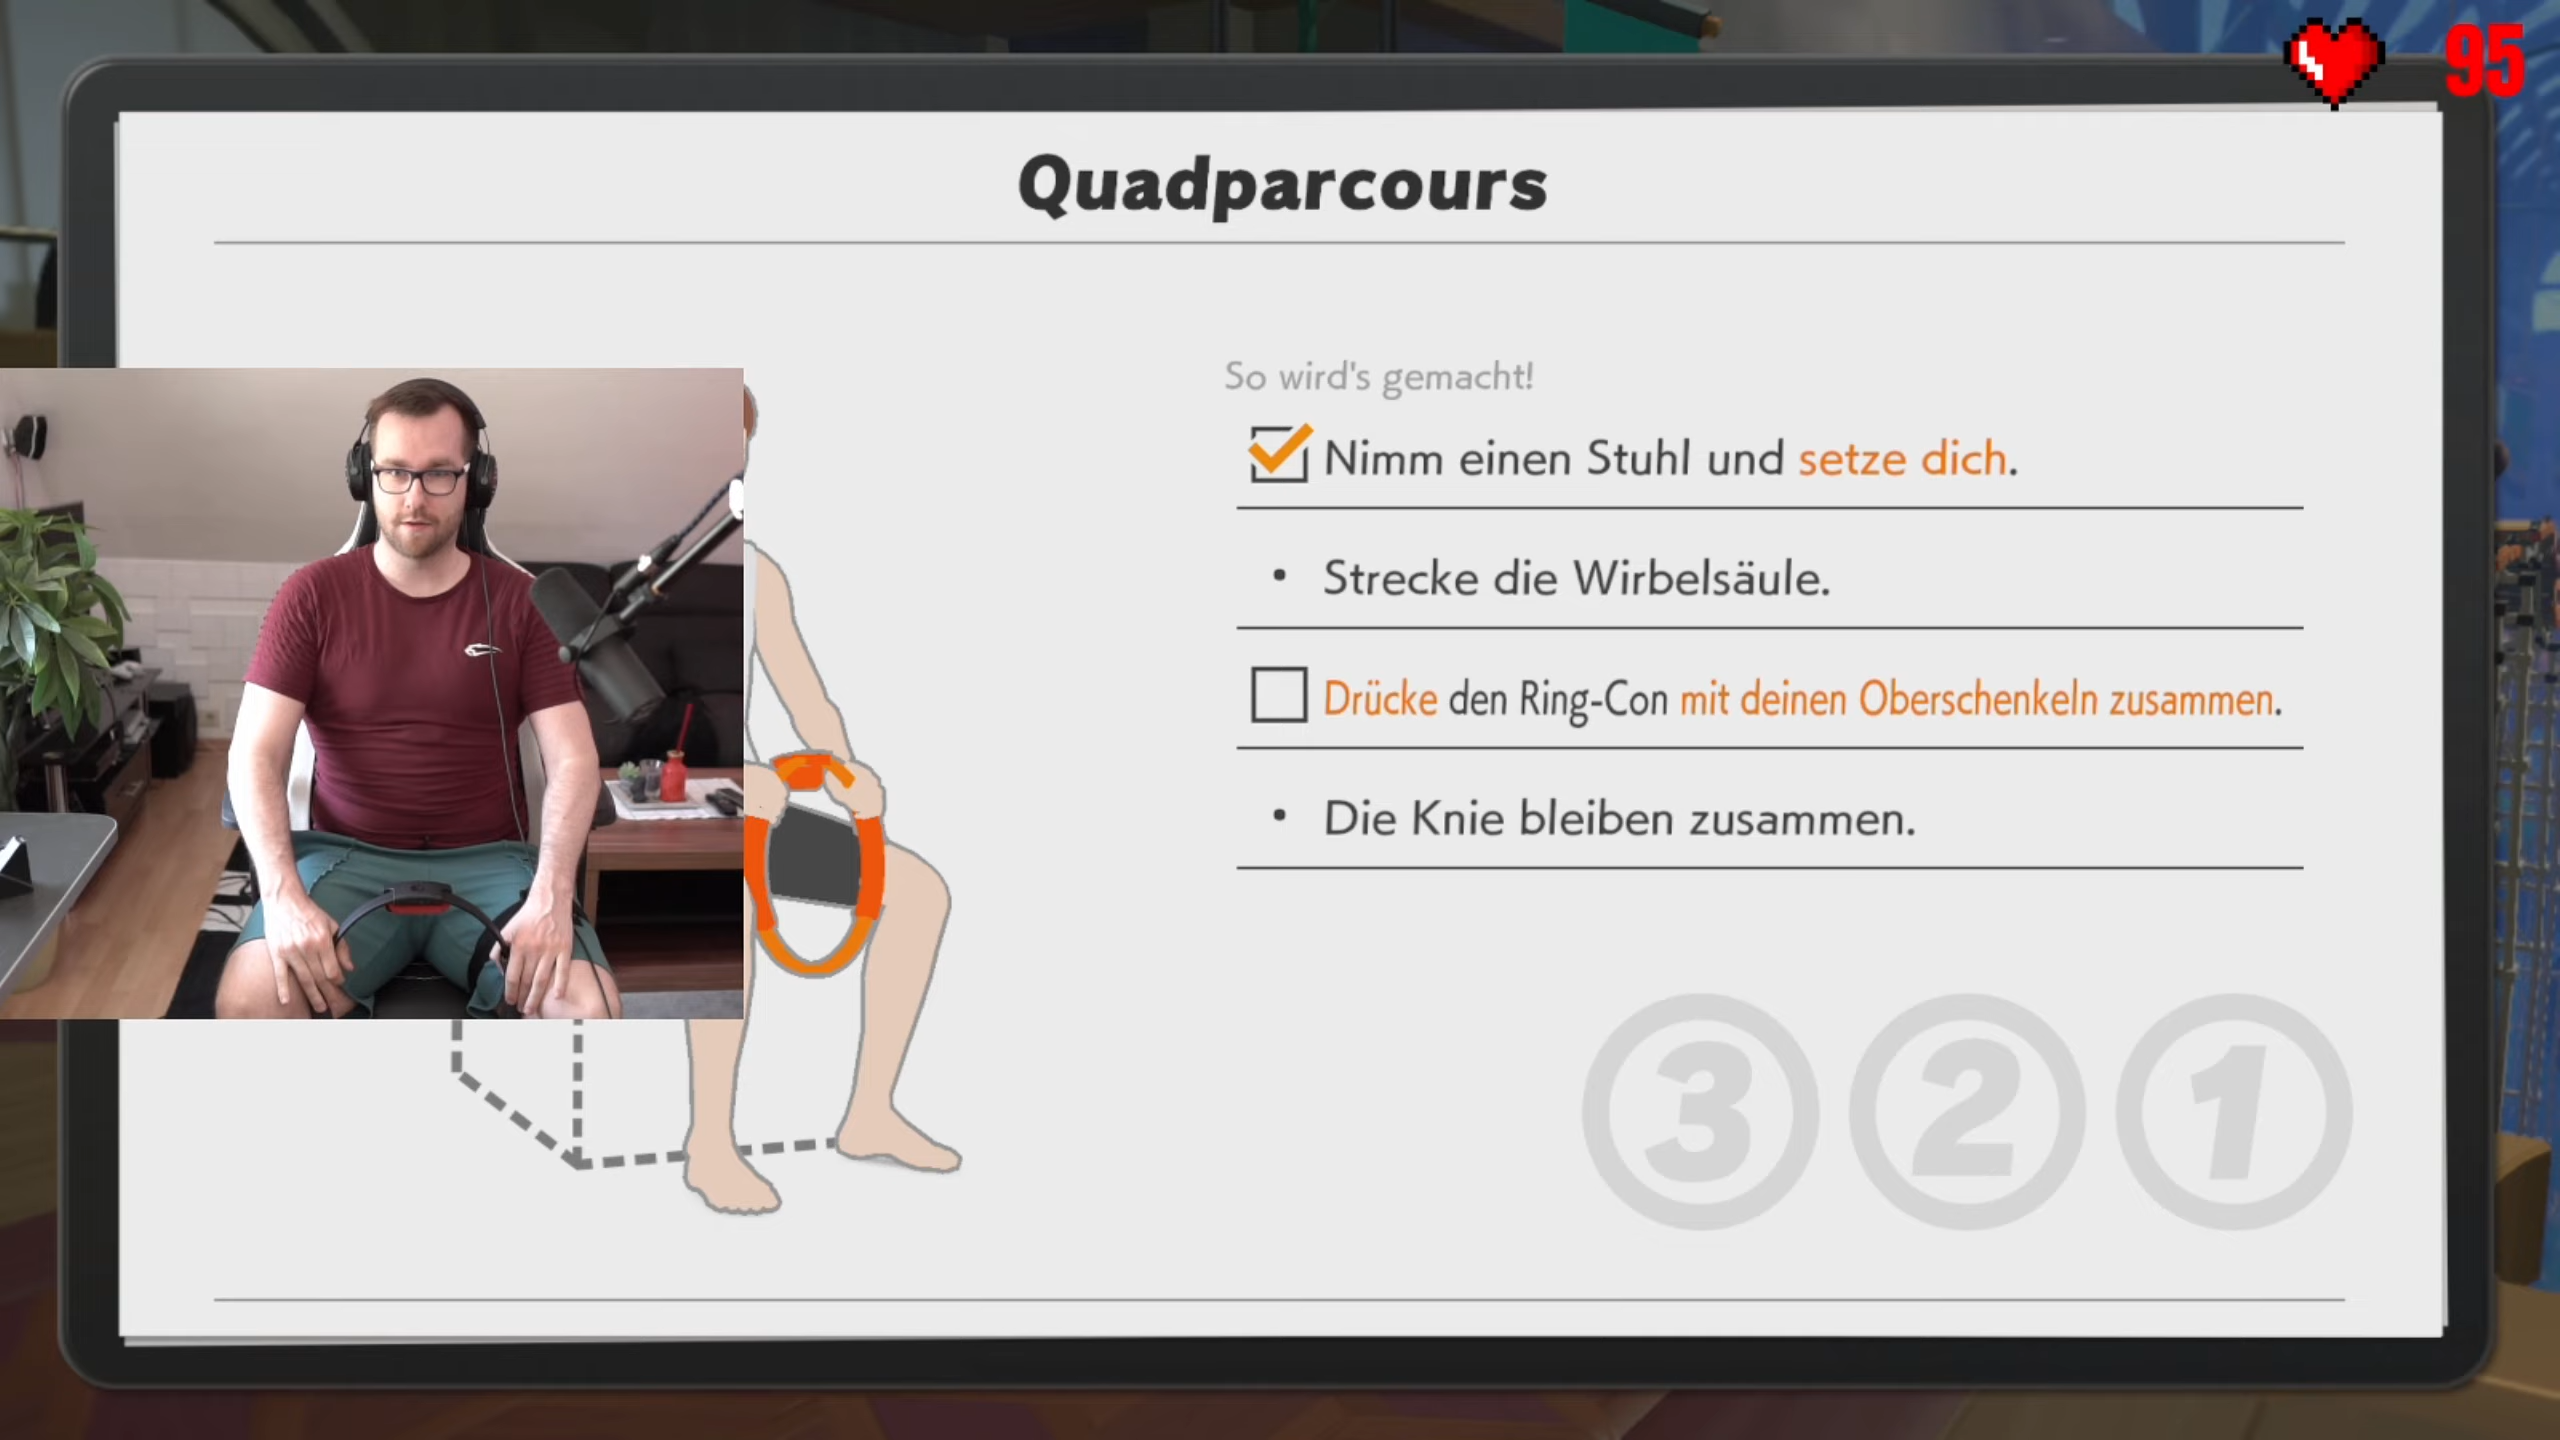 95
Quadparcours
So wird's gemacht!
Nimm einen Stuhl und setze dich.
• Strecke die Wirbelsäule.
Drücke den Ring-Con mit deinen Oberschenkeln zusammen.
• Die Knie bleiben zusammen.
3 2 1